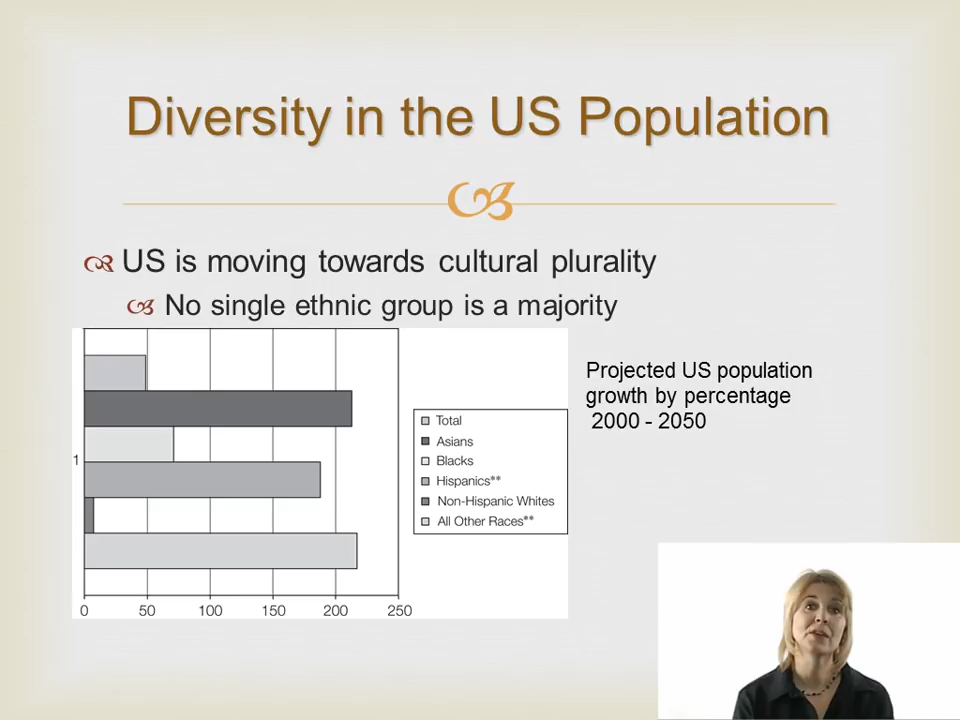 Diversity in the US Population
US is moving towards cultural plurality
No single ethnic group is a majority
Projected US population
growth by percentage
2000 - 2050
Total
Asians
Blacks
1
Hispanics**
Non-Hispanic Whites
All Other Races**
0 50 100 150 200 250